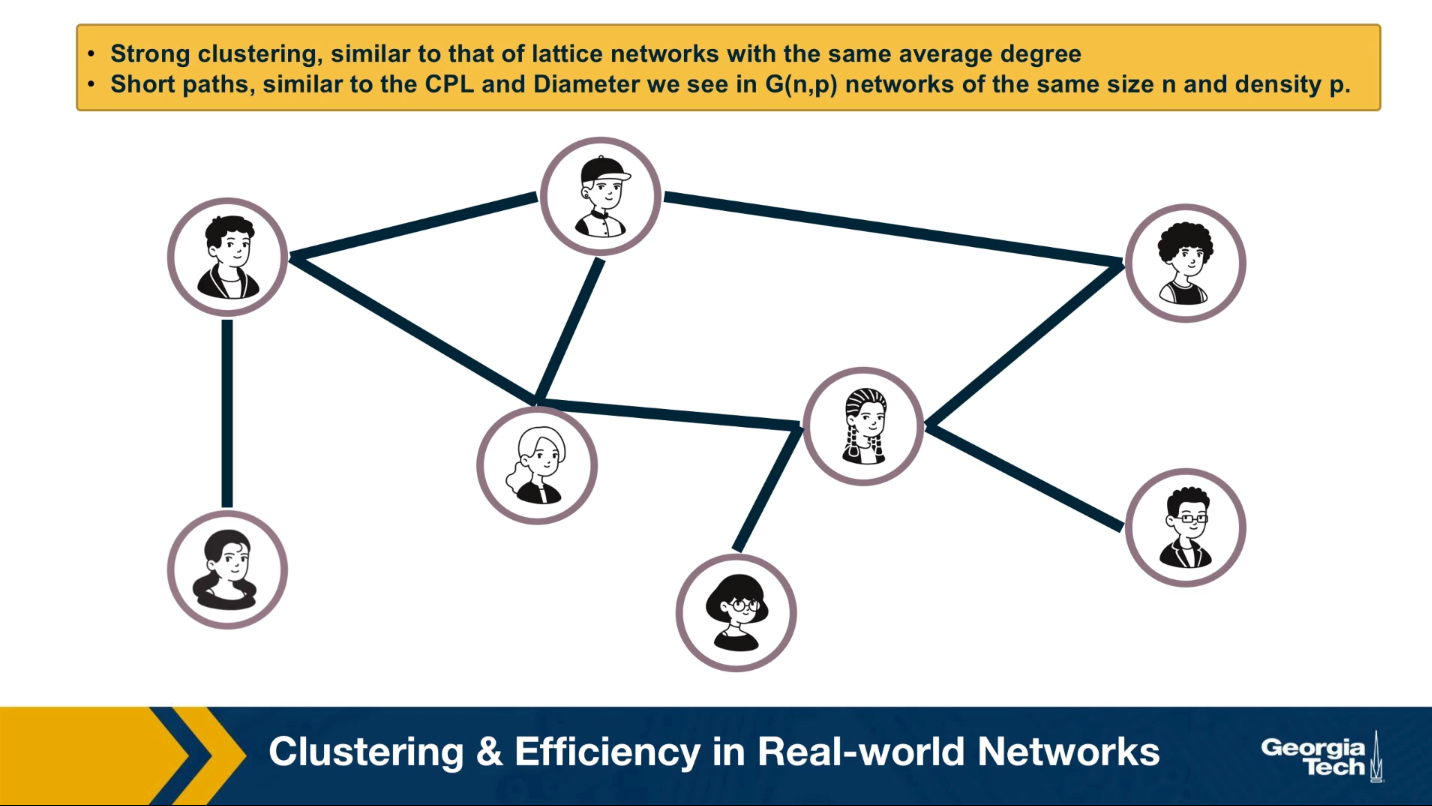 • Strong clustering, similar to that of lattice networks with the same average degree
• Short paths, similar to the CPL and Diameter we see in G(n,p) networks of the same size n and density p.
Clustering & Efficiency in Real-world Networks
Georgia
Tech